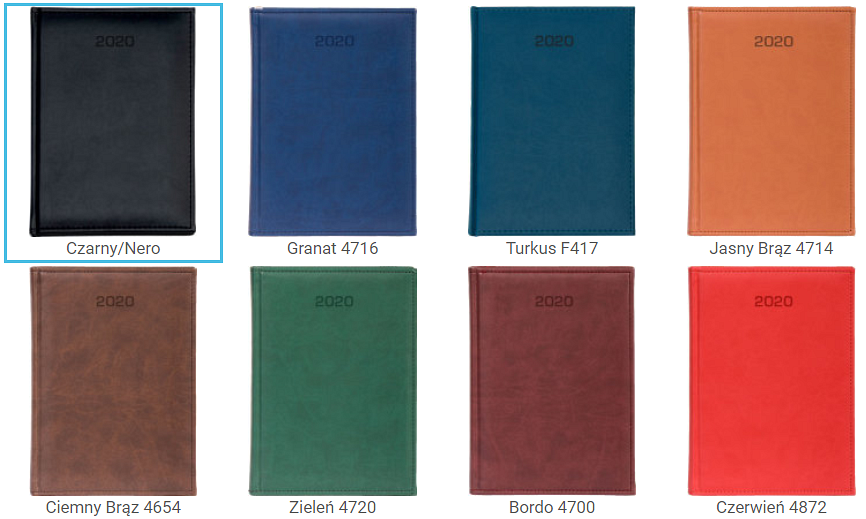 2020 2020 2020 2020
Czarny/Nero Granat 4716 Turkus F417 Jasny Brąz 4714
2020 2020 2020 2020
Ciemny Brąz 4654 Zieleń 4720 Bordo 4700 Czerwień 4872